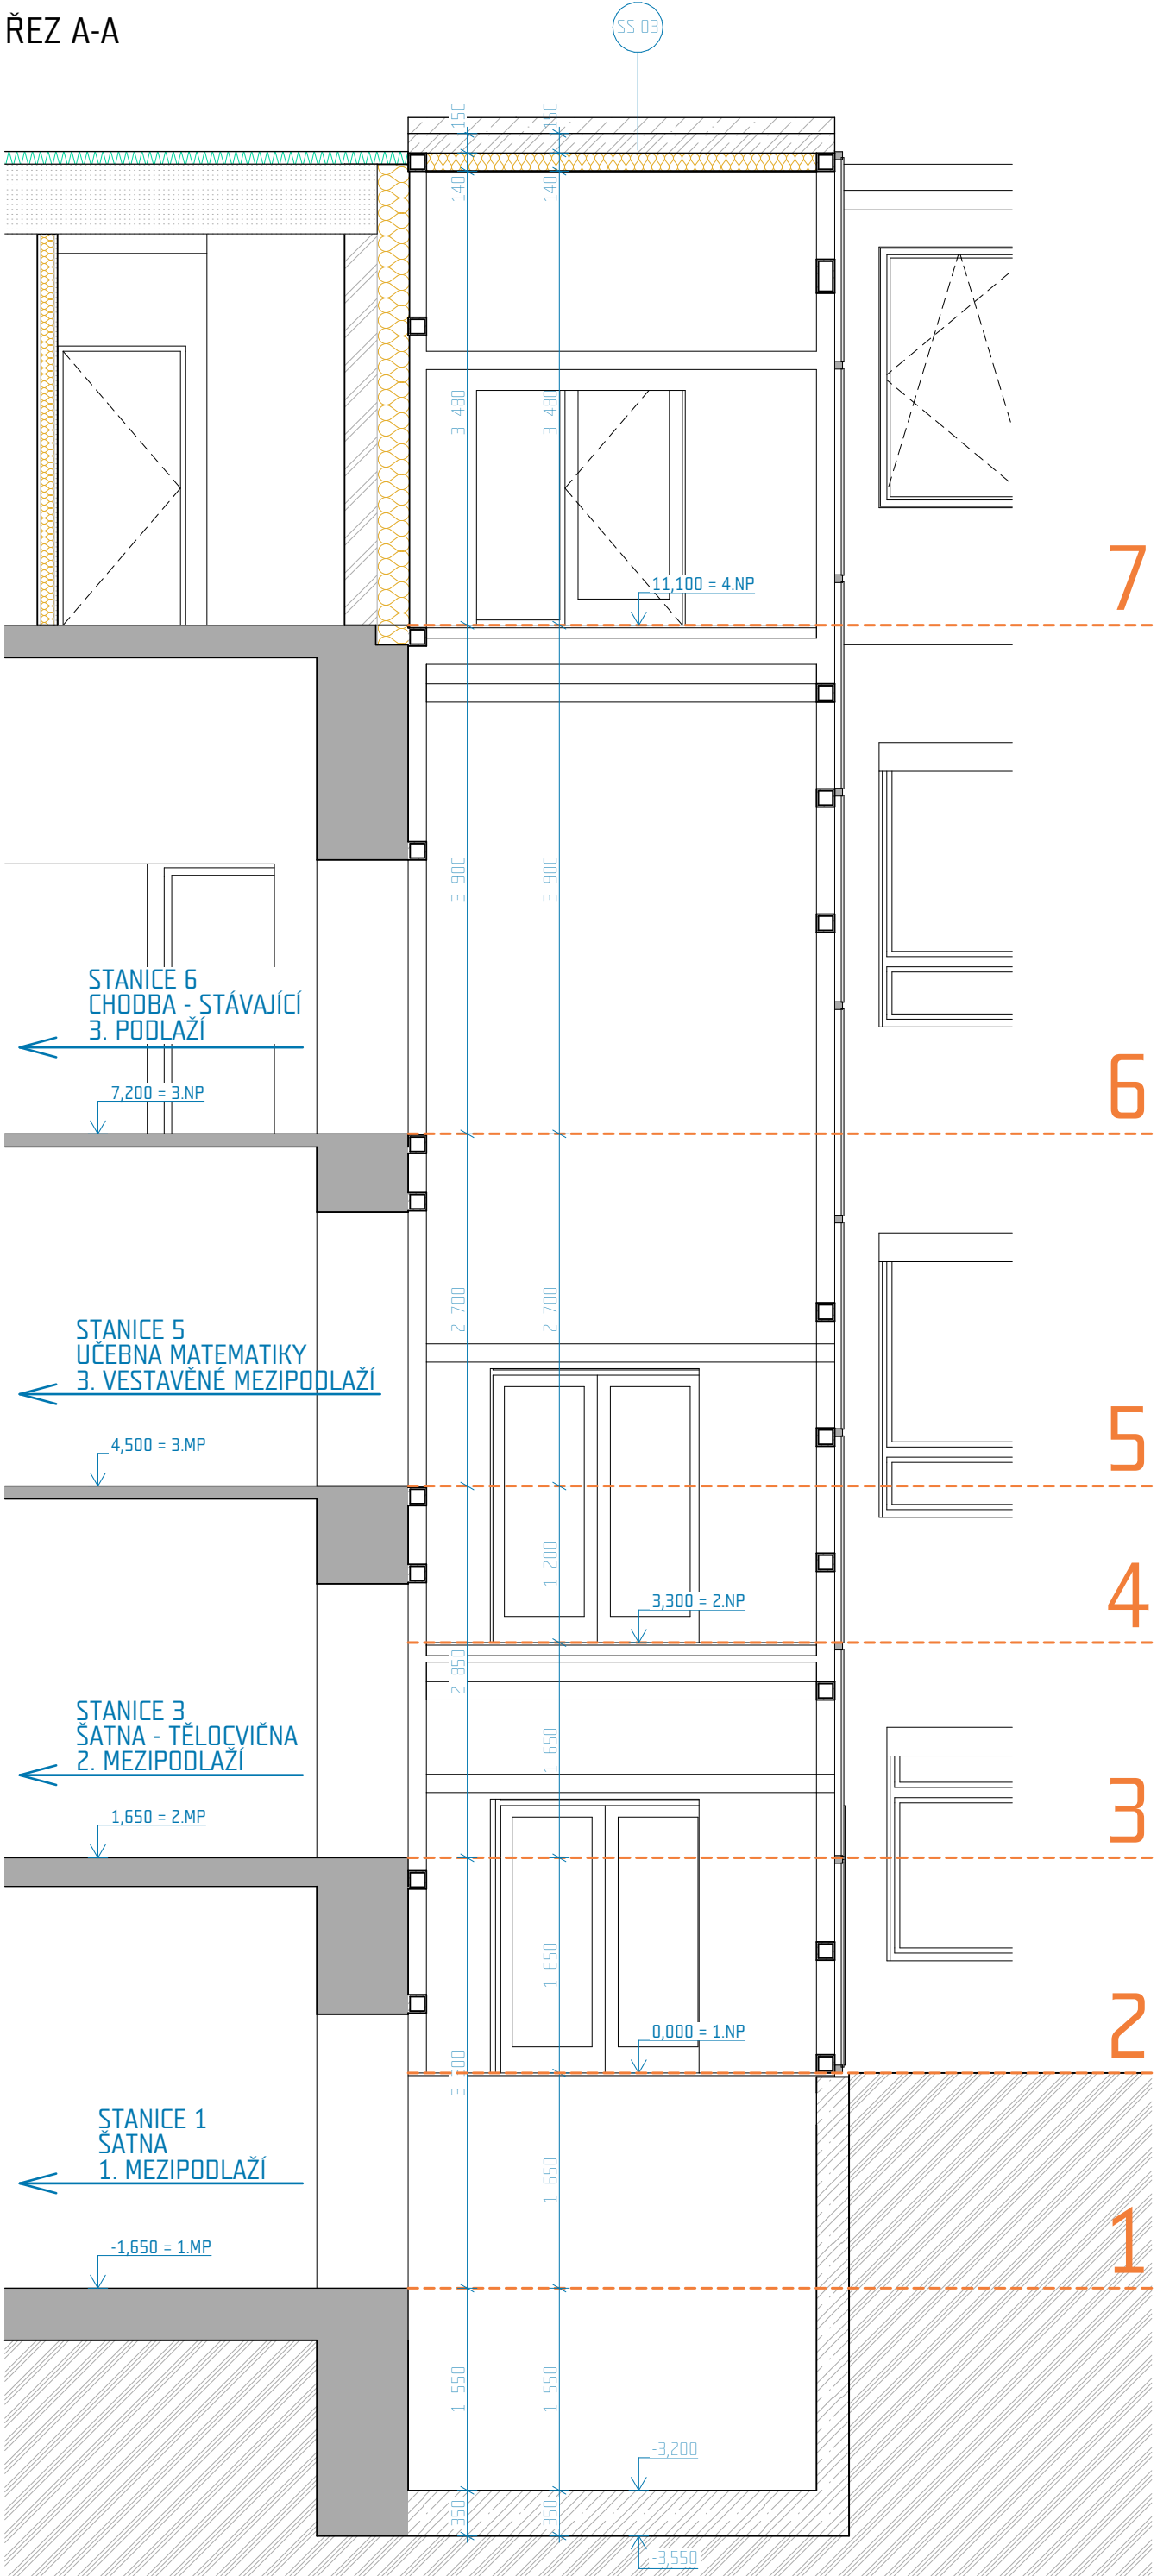 ŘEZ A-A
SS 03
150
150
140
140
3 480
3 480
11,100 = 4.NP
7
3 900
3 900
STANICE 6
CHODBA - STÁVAJÍCÍ
3. PODLAŽÍ
7,200 = 3.NP
6
2 700
2 700
STANICE 5
UČEBNA MATEMATIKY
3. VESTAVĚNÉ MEZIPODLAŽÍ
4,500 = 3.MP
5
1 200
3,300 = 2.NP
4
2 850
STANICE 3
ŠATNA - TĚLOCVIČNA
2. MEZIPODLAŽÍ
1 650
1,650 = 2.MP
3
1 650
0,000 = 1.NP
2
3 300
STANICE 1
ŠATNA
1. MEZIPODLAŽÍ
1 650
-1,650 = 1.MP
1
1 550
1 550
-3,200
350
350
-3,550